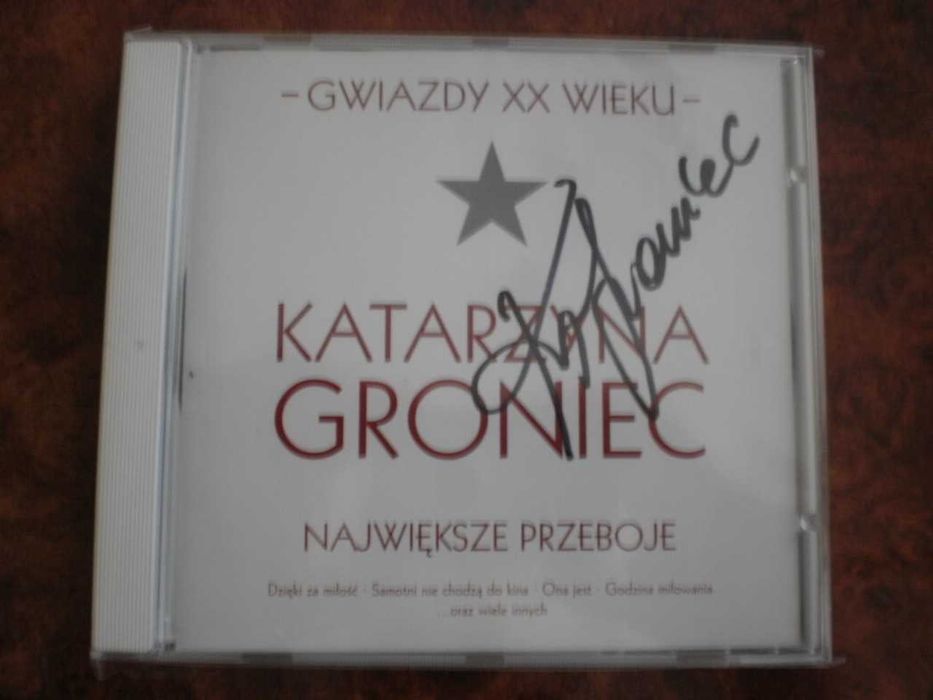 – GWIAZDY XX WIEKU –
KATARZYNA
GRONIEC
NAJWIĘKSZE PRZEBOJE
Dzięki za miłość · Samotni nie chodzą do kina · Ona jest · Godzina miłowania
...oraz wiele innych